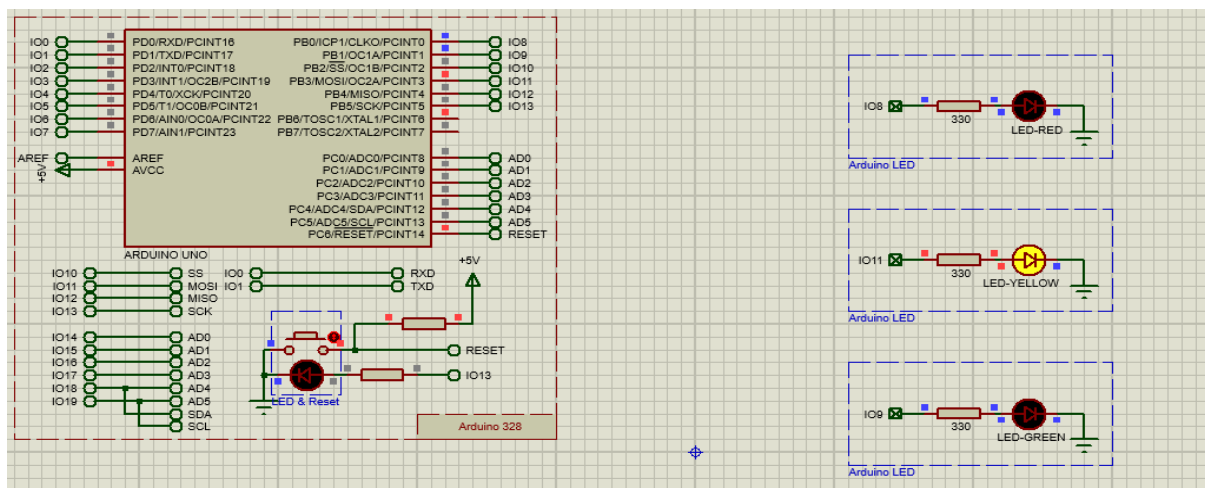 IO0 PD0/RXD/PCINT16 PB0/ICP1/CLKO/PCINT0 IO8
IO1 PD1/TXD/PCINT17 PB1/OC1A/PCINT1 IO9
IO2 PD2/INT0/PCINT18 PB2/SS/OC1B/PCINT2 IO10
IO3 PD3/INT1/OC2B/PCINT19 PB3/MOSI/OC2A/PCINT3 IO11
IO4 PD4/T0/XCK/PCINT20 PB4/MISO/PCINT4 IO12
IO5 PD5/T1/OC0B/PCINT21 PB5/SCK/PCINT5 IO13
IO6 PD6/AIN0/OC0A/PCINT22 PB6/TOSC1/XTAL1/PCINT6
IO7 PD7/AIN1/PCINT23 PB7/TOSC2/XTAL2/PCINT7
AREF AREF PC0/ADC0/PCINT8 AD0
+5V AVCC PC1/ADC1/PCINT9 AD1
PC2/ADC2/PCINT10 AD2
PC3/ADC3/PCINT11 AD3
PC4/ADC4/SDA/PCINT12 AD4
PC5/ADC5/SCL/PCINT13 AD5
PC6/RESET/PCINT14 RESET
ARDUINO UNO
IO10 SS
IO11 MOSI
IO12 MISO
IO13 SCK
IO0 RXD
IO1 TXD
+5V
IO14 AD0
IO15 AD1
IO16 AD2
IO17 AD3
IO18 AD4
IO19 AD5
SDA
SCL
RESET
IO13
LED & Reset
Arduino 328
IO8
330
LED-RED
Arduino LED
IO11
330
LED-YELLOW
Arduino LED
IO9
330
LED-GREEN
Arduino LED